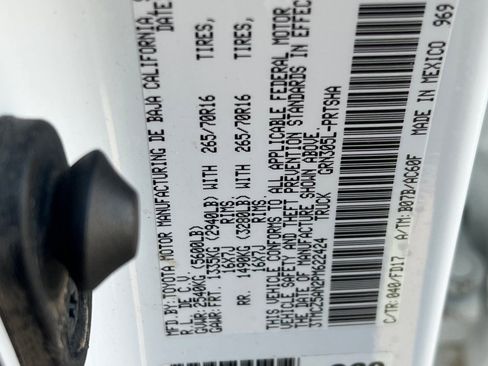 MFD.BY:TOYOTA MOTOR MANUFACTURING DE BAJA CALIFORNIA, S
R.L. DE C.V. DATE
GVWR:2540KG (5600LB)
GAWR: FRT. 1335KG (2940LB) WITH 265/70R16 TIRES,
16X7J RIMS,
RR. 1490KG (3280LB) WITH 265/70R16 TIRES,
16X7J RIMS.
THIS VEHICLE CONFORMS TO ALL APPLICABLE FEDERAL MOTOR
VEHICLE SAFETY AND THEFT PREVENTION STANDARDS IN EFFEC
ON THE DATE OF MANUFACTURE SHOWN ABOVE.
3TMCZ5AN2PM622424 TRUCK GRN305L-PRTSHA
C/TR:040/FD17 A/TM:B07B/AC60F
MADE IN MEXICO 969